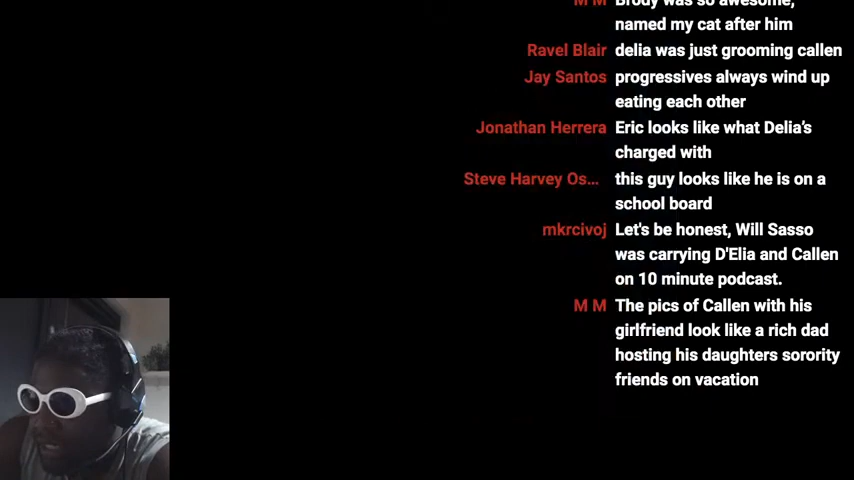 M M Brody was so awesome,
named my cat after him
Ravel Blair delia was just grooming callen
Jay Santos progressives always wind up
eating each other
Jonathan Herrera Eric looks like what Delia's
charged with
Steve Harvey Os... this guy looks like he is on a
school board
mkrcivoj Let's be honest, Will Sasso
was carrying D'Elia and Callen
on 10 minute podcast.
M M The pics of Callen with his
girlfriend look like a rich dad
hosting his daughters sorority
friends on vacation